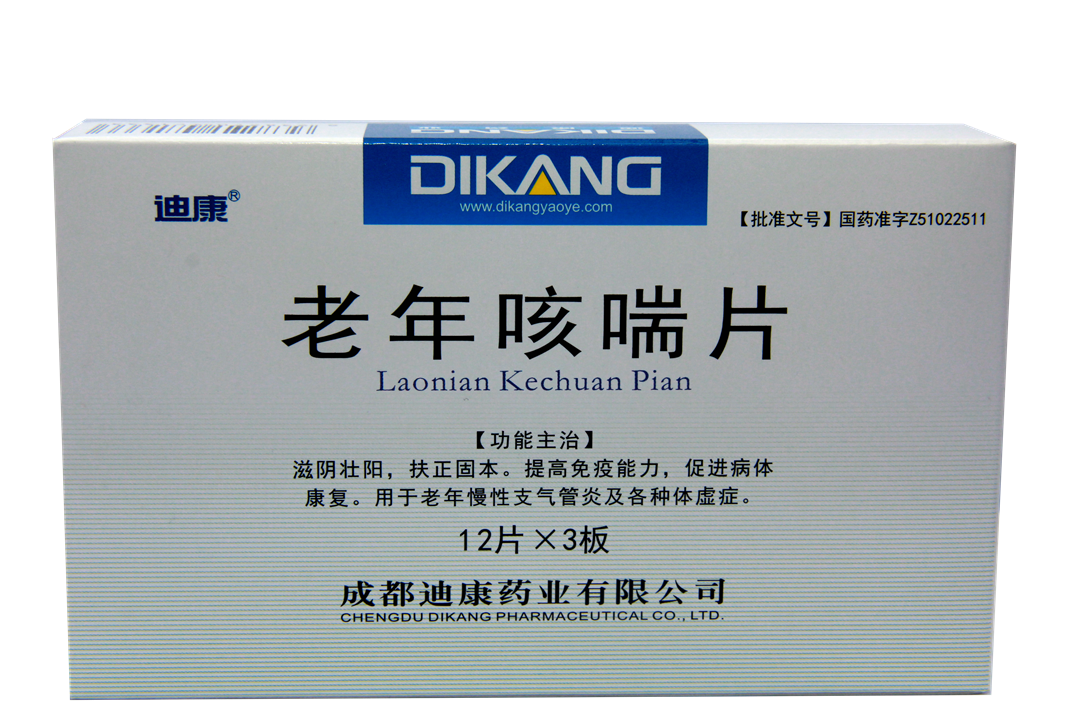 DIKANG
www.dikangyaoye.com
迪康®
【批准文号】国药准字Z51022511
老年咳喘片
Laonian Kechuan Pian
【功能主治】
滋阴壮阳，扶正固本。提高免疫能力，促进病体
康复。用于老年慢性支气管炎及各种体虚症。
12片×3板
成都迪康药业有限公司
CHENGDU DIKANG PHARMACEUTICAL CO., LTD.